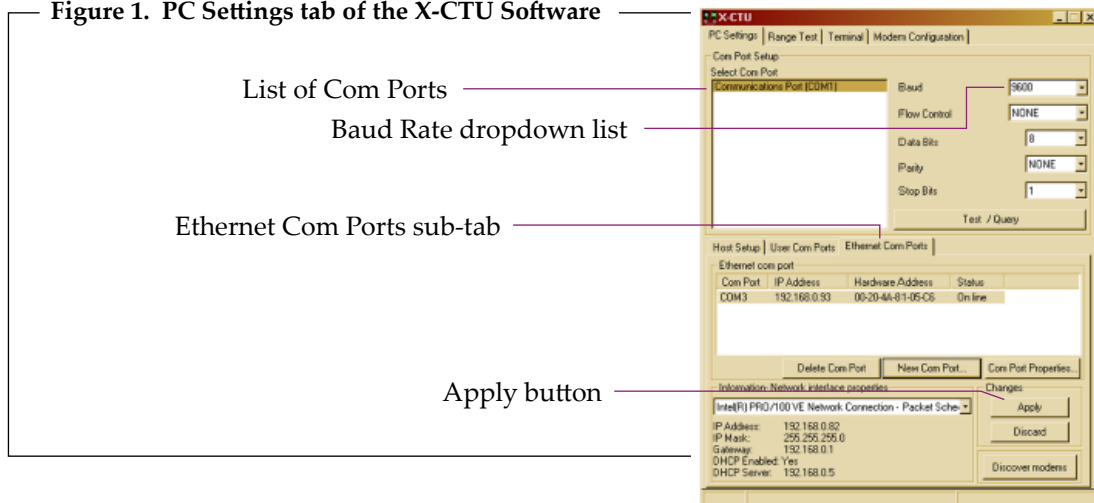 Figure 1. PC Settings tab of the X-CTU Software
List of Com Ports
Baud Rate dropdown list
Ethernet Com Ports sub-tab
Apply button
X-CTU
PC Settings Range Test Terminal Modem Configuration
Com Port Setup
Select Com Port
Communications Port (COM1)
Baud 9600
Flow Control NONE
Data Bits 8
Parity NONE
Stop Bits 1
Test / Query
Host Setup User Com Ports Ethernet Com Ports
Ethernet com port
Com Port IP Address Hardware Address Status
COM3 192.168.0.93 00-20-4A-81-05-C6 On line
Delete Com Port New Com Port... Com Port Properties...
Information- Network interface properties
Intel(R) PRO/100 VE Network Connection - Packet Sche
IP Address: 192.168.0.82
IP Mask: 255.255.255.0
Gateway: 192.168.0.1
DHCP Enabled: Yes
DHCP Server: 192.168.0.5
Changes
Apply
Discard
Discover modems